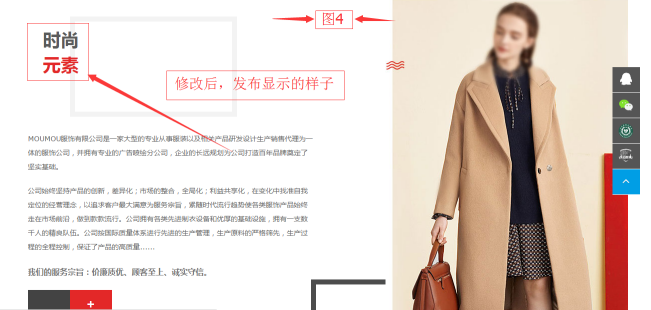 图4
时尚
元素
修改后，发布显示的样子
MOUMOU服饰有限公司是一家大型的专业从事服装以及相关产品研发设计生产销售代理为一
体的服饰公司，并拥有专业的广告喷绘分公司，企业的长远规划为公司打造百年品牌奠定了
坚实基础。
公司始终坚持产品的创新，差异化；市场的整合，全局化；利益共享化，在变化中找准自我
定位的经营理念，以追求客户最大满意为服务宗旨，紧随时代流行趋势使各类服饰产品始终
走在市场前沿，做到款款流行。公司拥有各类先进制衣设备和优厚的基础设施，拥有一支数
千人的精良队伍。公司按国际质量体系进行先进的生产管理，生产原料的严格筛先，生产过
程的全程控制，保证了产品的高质量……
我们的服务宗旨：价廉质优、顾客至上、诚实守信。
+